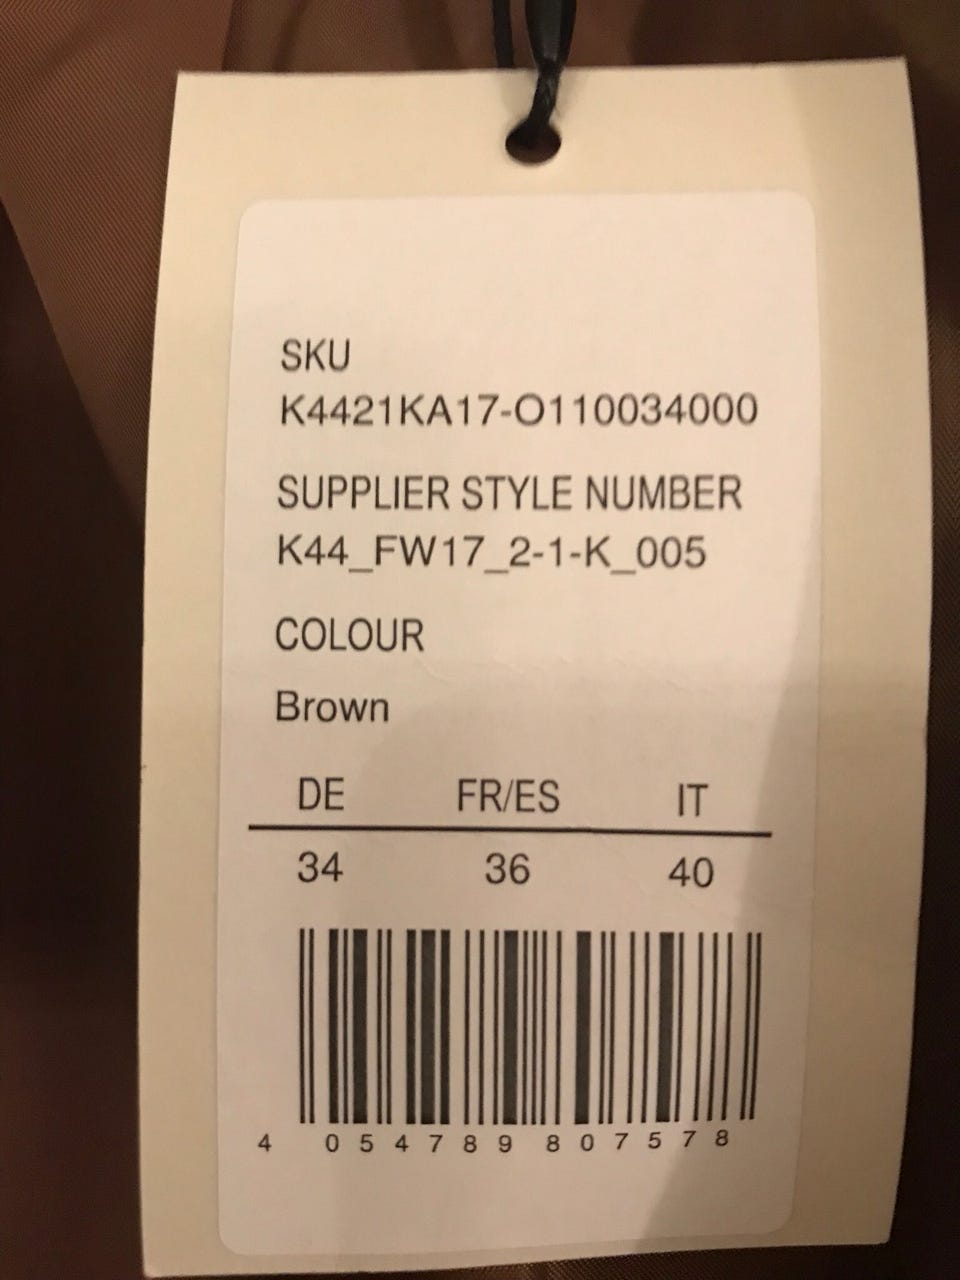 SKU
K4421KA17-O110034000
SUPPLIER STYLE NUMBER
K44_FW17_2-1-K_005
COLOUR
Brown
DE FR/ES IT
34 36 40
4 054789 807578